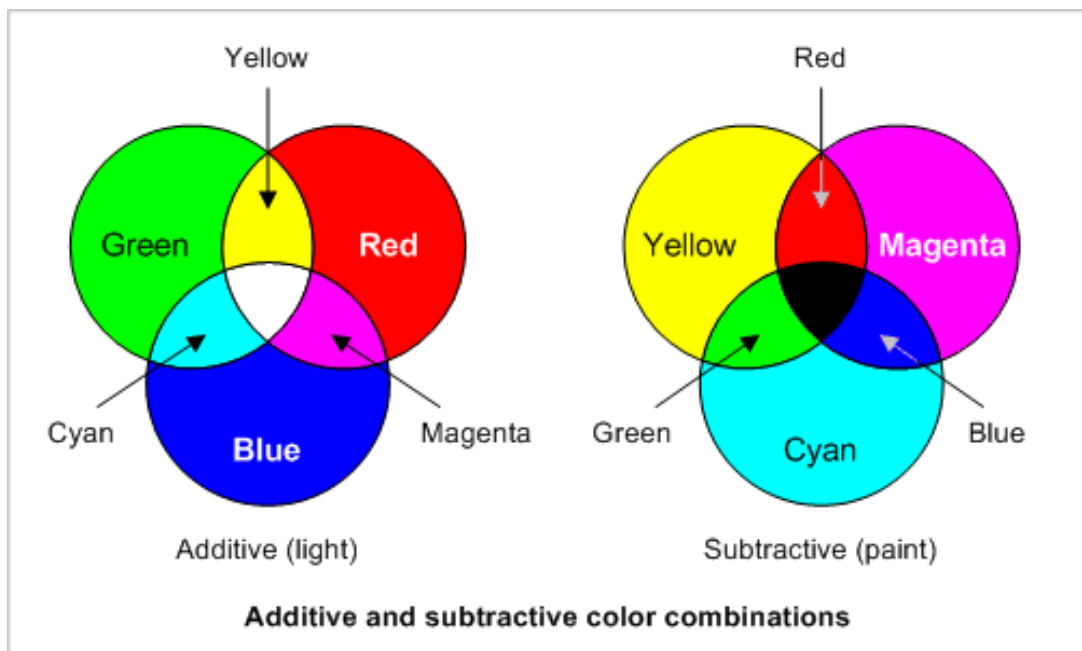 Yellow
Red
Green
Red
Yellow
Magenta
Cyan
Magenta
Green
Blue
Blue
Cyan
Additive (light)
Subtractive (paint)
Additive and subtractive color combinations